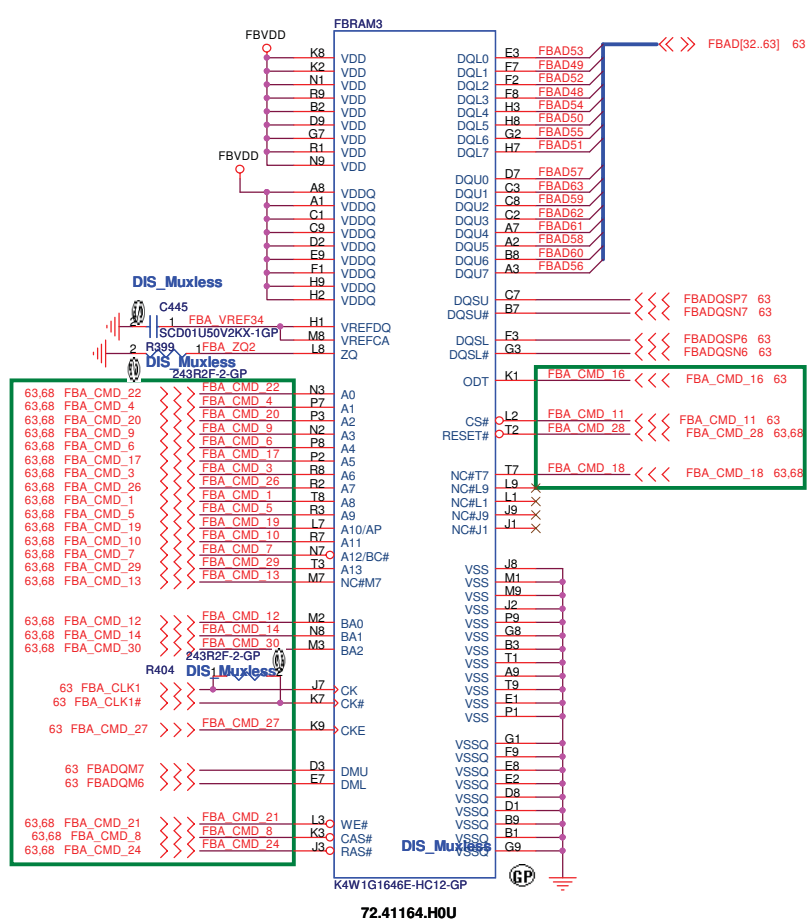 FBRAM3
FBVDD
K8 VDD
K2 VDD
N1 VDD
R9 VDD
B2 VDD
D9 VDD
G7 VDD
R1 VDD
N9 VDD
FBVDD
A8 VDDQ
A1 VDDQ
C1 VDDQ
C9 VDDQ
D2 VDDQ
E9 VDDQ
F1 VDDQ
H9 VDDQ
H2 VDDQ
DIS_Muxless
C445
2 1 FBA_VREF34 H1 VREFDQ
SCD01U50V2KX-1GP M8 VREFCA
R399
2 1 FBA_ZQ2 L8 ZQ
DIS_Muxless
243R2F-2-GP
63,68 FBA_CMD_22 FBA_CMD_22 N3 A0
63,68 FBA_CMD_4 FBA_CMD_4 P7 A1
63,68 FBA_CMD_20 FBA_CMD_20 P3 A2
63,68 FBA_CMD_9 FBA_CMD_9 N2 A3
63,68 FBA_CMD_6 FBA_CMD_6 P8 A4
63,68 FBA_CMD_17 FBA_CMD_17 P2 A5
63,68 FBA_CMD_3 FBA_CMD_3 R8 A6
63,68 FBA_CMD_26 FBA_CMD_26 R2 A7
63,68 FBA_CMD_1 FBA_CMD_1 T8 A8
63,68 FBA_CMD_5 FBA_CMD_5 R3 A9
63,68 FBA_CMD_19 FBA_CMD_19 L7 A10/AP
63,68 FBA_CMD_10 FBA_CMD_10 R7 A11
63,68 FBA_CMD_7 FBA_CMD_7 N7 A12/BC#
63,68 FBA_CMD_29 FBA_CMD_29 T3 A13
63,68 FBA_CMD_13 FBA_CMD_13 M7 NC#M7
63,68 FBA_CMD_12 FBA_CMD_12 M2 BA0
63,68 FBA_CMD_14 FBA_CMD_14 N8 BA1
63,68 FBA_CMD_30 FBA_CMD_30 M3 BA2
243R2F-2-GP
R404 DIS_Muxless
1 2
63 FBA_CLK1 J7 CK
63 FBA_CLK1# K7 CK#
63 FBA_CMD_27 FBA_CMD_27 K9 CKE
63 FBADQM7 D3 DMU
63 FBADQM6 E7 DML
63,68 FBA_CMD_21 FBA_CMD_21 L3 WE#
63,68 FBA_CMD_8 FBA_CMD_8 K3 CAS#
63,68 FBA_CMD_24 FBA_CMD_24 J3 RAS#
DQL0 E3 FBAD53 FBAD[32..63] 63
DQL1 F7 FBAD49
DQL2 F2 FBAD52
DQL3 F8 FBAD48
DQL4 H3 FBAD54
DQL5 H8 FBAD50
DQL6 G2 FBAD55
DQL7 H7 FBAD51
DQU0 D7 FBAD57
DQU1 C3 FBAD63
DQU2 C8 FBAD59
DQU3 C2 FBAD62
DQU4 A7 FBAD61
DQU5 A2 FBAD58
DQU6 B8 FBAD60
DQU7 A3 FBAD56
DQSU C7 FBADQSP7 63
DQSU# B7 FBADQSN7 63
DQSL F3 FBADQSP6 63
DQSL# G3 FBADQSN6 63
ODT K1 FBA_CMD_16 FBA_CMD_16 63
CS# L2 FBA_CMD_11 FBA_CMD_11 63
RESET# T2 FBA_CMD_28 FBA_CMD_28 63,68
NC#T7 T7 FBA_CMD_18 FBA_CMD_18 63,68
NC#L9 L9
NC#L1 L1
NC#J9 J9
NC#J1 J1
VSS J8
VSS M1
VSS M9
VSS J2
VSS P9
VSS G8
VSS B3
VSS T1
VSS A9
VSS T9
VSS E1
VSS P1
VSSQ G1
VSSQ F9
VSSQ E8
VSSQ E2
VSSQ D8
VSSQ D1
VSSQ B9
VSSQ B1
VSSQ G9
DIS_Muxless
GP
K4W1G1646E-HC12-GP
72.41164.H0U